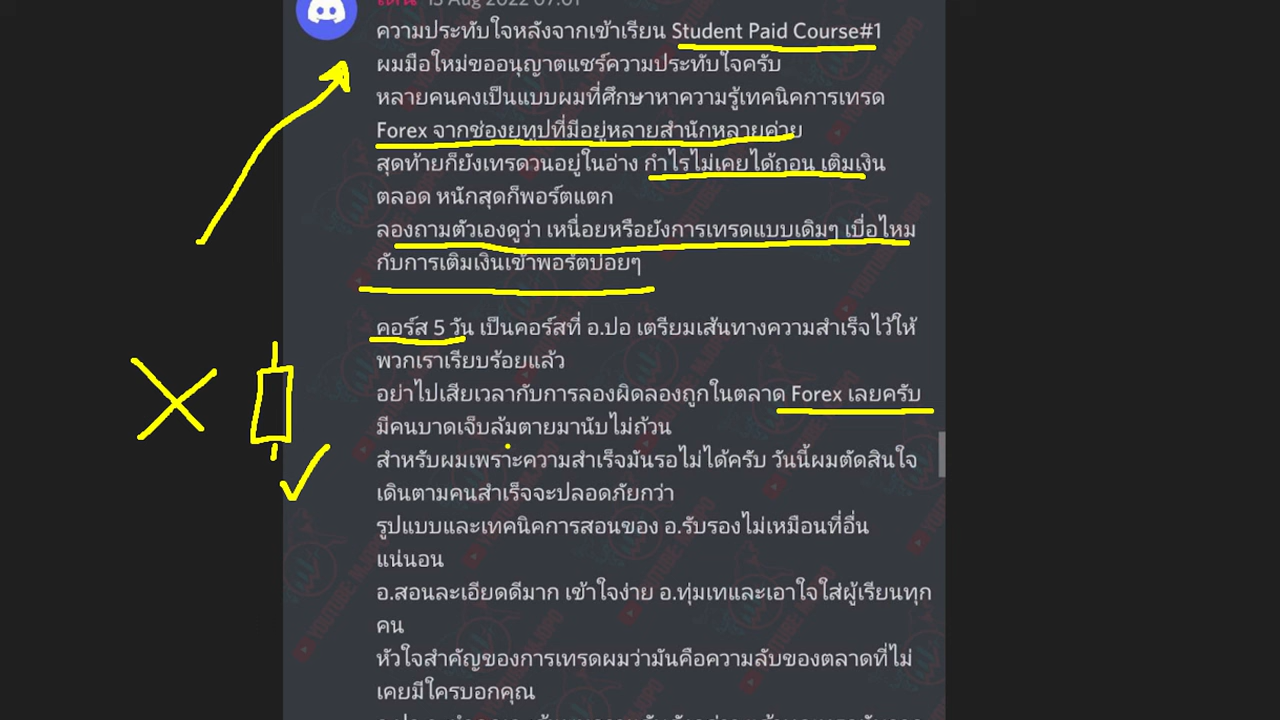 เดน 13 Aug 2022 07:01
ความประทับใจหลังจากเข้าเรียน Student Paid Course#1
ผมมือใหม่ขออนุญาตแชร์ความประทับใจครับ
หลายคนคงเป็นแบบผมที่ศึกษาหาความรู้เทคนิคการเทรด
Forex จากช่องยูทูปที่มีอยู่หลายสำนักหลายค่าย
สุดท้ายก็ยังเทรดวนอยู่ในอ่าง กำไรไม่เคยได้ถอน เติมเงิน
ตลอด หนักสุดก็พอร์ตแตก
ลองถามตัวเองดูว่า เหนื่อยหรือยังการเทรดแบบเดิมๆ เบื่อไหม
กับการเติมเงินเข้าพอร์ตบ่อยๆ
คอร์ส 5 วัน เป็นคอร์สที่ อ.ปอ เตรียมเส้นทางความสำเร็จไว้ให้
พวกเราเรียบร้อยแล้ว
อย่าไปเสียเวลากับการลองผิดลองถูกในตลาด Forex เลยครับ
มีคนบาดเจ็บล้มตายมานับไม่ถ้วน
สำหรับผมเพราะความสำเร็จมันรอไม่ได้ครับ วันนี้ผมตัดสินใจ
เดินตามคนสำเร็จจะปลอดภัยกว่า
รูปแบบและเทคนิคการสอนของ อ.รับรองไม่เหมือนที่อื่น
แน่นอน
อ.สอนละเอียดดีมาก เข้าใจง่าย อ.ทุ่มเทและเอาใจใส่ผู้เรียนทุก
คน
หัวใจสำคัญของการเทรดผมว่ามันคือความลับของตลาดที่ไม่
เคยมีใครบอกคุณ